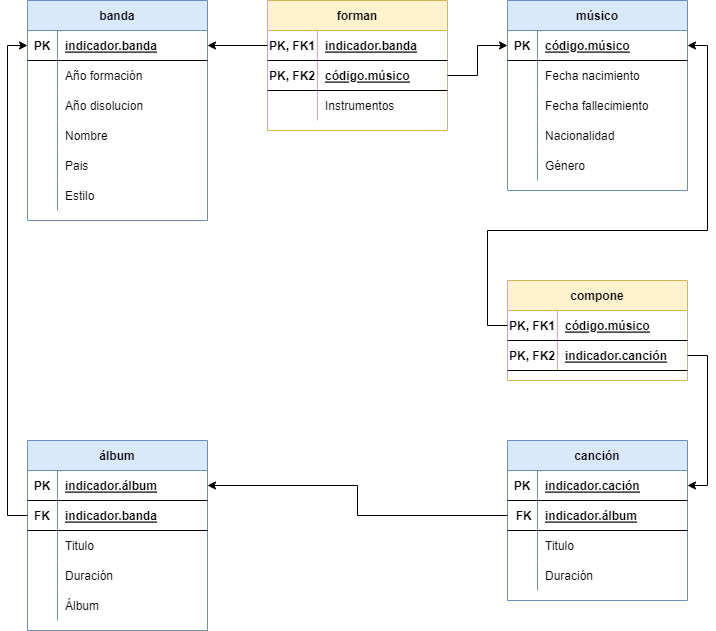 banda
PK indicador.banda
Año formación
Año disolucion
Nombre
Pais
Estilo
forman
PK, FK1 indicador.banda
PK, FK2 código.músico
Instrumentos
músico
PK código.músico
Fecha nacimiento
Fecha fallecimiento
Nacionalidad
Género
compone
PK, FK1 código.músico
PK, FK2 indicador.canción
álbum
PK indicador.álbum
FK indicador.banda
Titulo
Duración
Álbum
canción
PK indicador.cación
FK indicador.álbum
Titulo
Duración